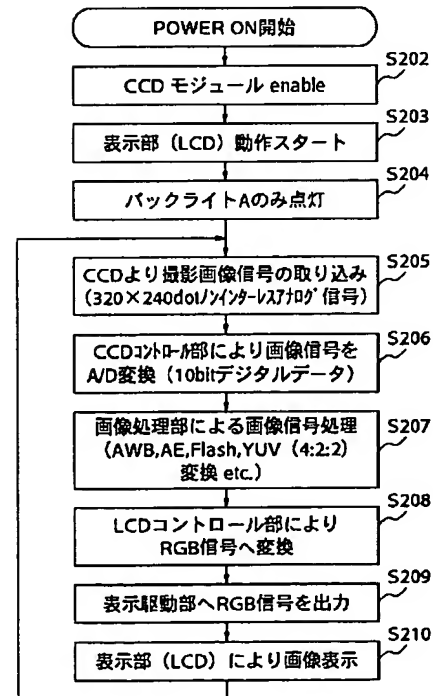 POWER ON開始
S202
CCD モジュール enable
S203
表示部（LCD）動作スタート
S204
バックライトAのみ点灯
S205
CCDより撮影画像信号の取り込み
（320×240dotノンインターレスアナログ信号）
S206
CCDコントロール部により画像信号を
A/D変換（10bitデジタルデータ）
S207
画像処理部による画像信号処理
（AWB,AE,Flash,YUV（4:2:2）
変換 etc.）
S208
LCDコントロール部により
RGB信号へ変換
S209
表示駆動部へRGB信号を出力
S210
表示部（LCD）により画像表示